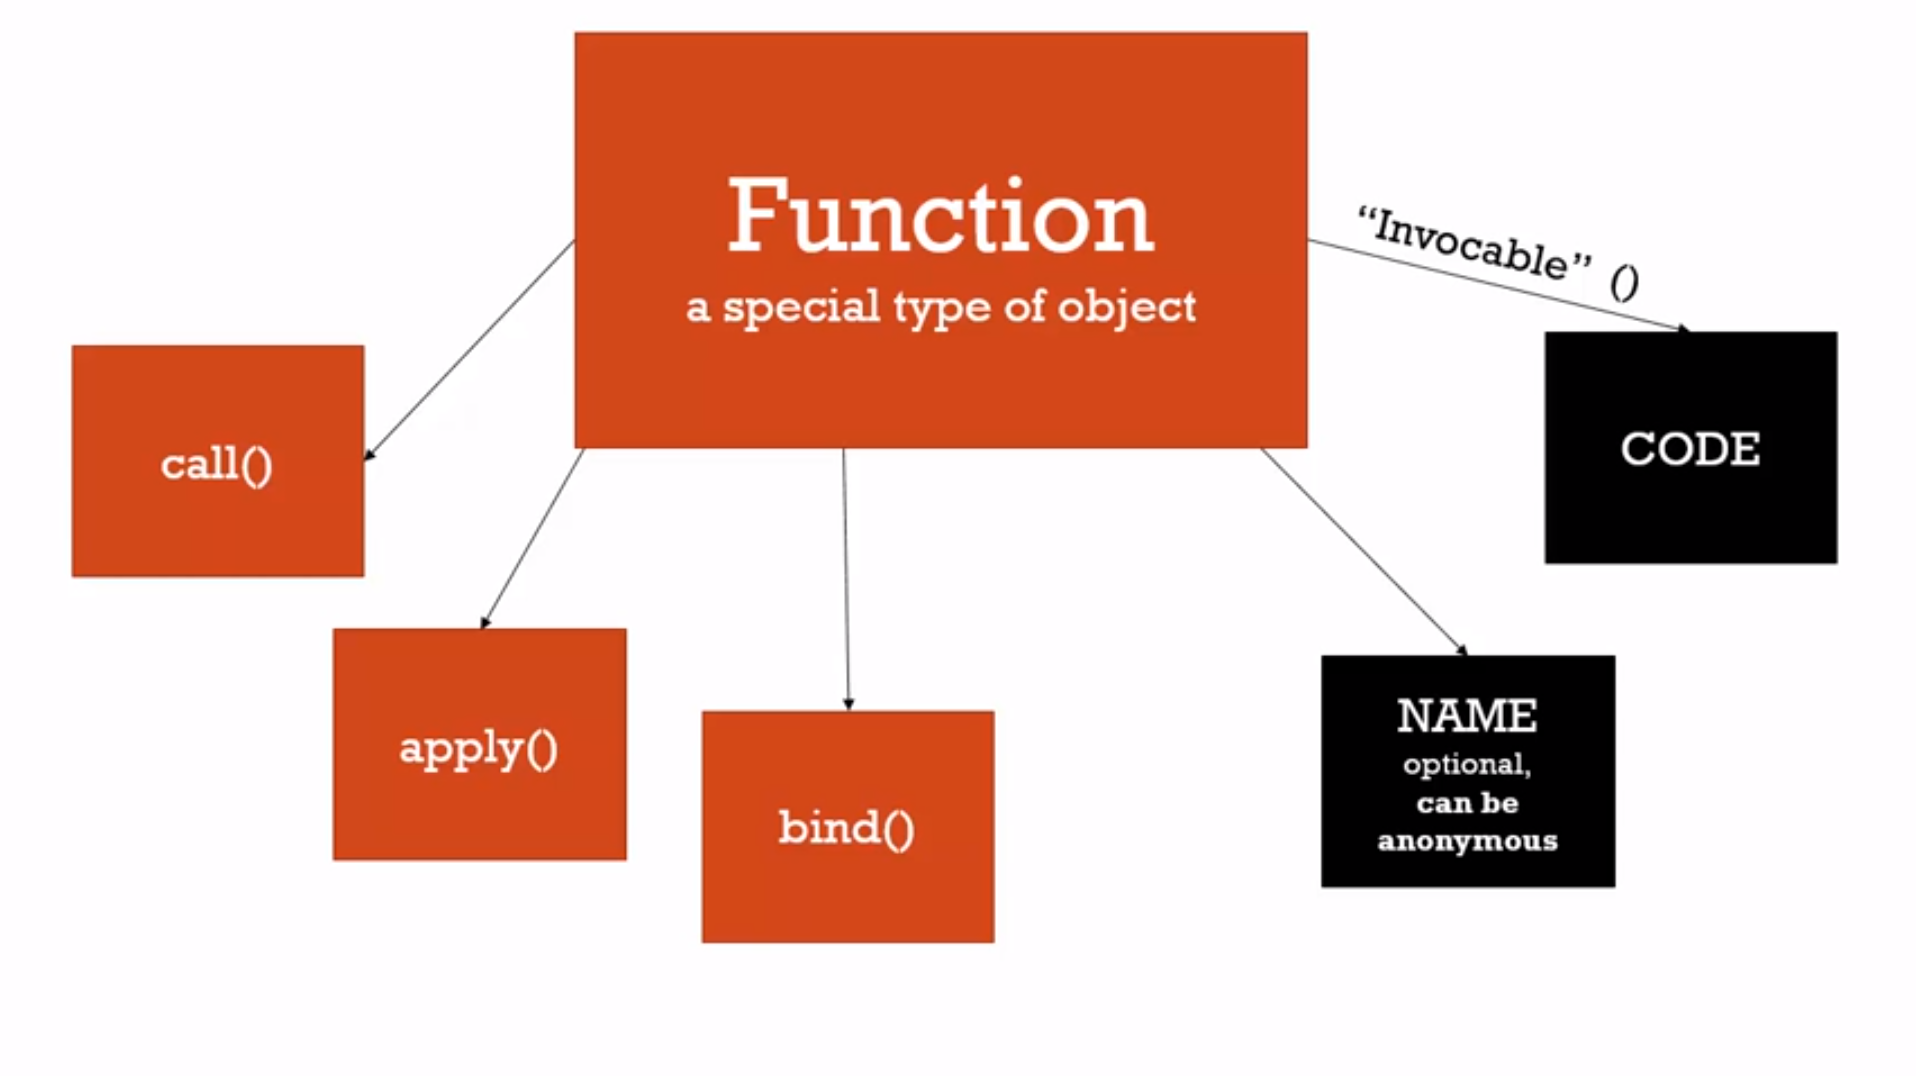 Function
a special type of object
“Invocable” ()
call()
CODE
apply()
bind()
NAME
optional,
can be
anonymous